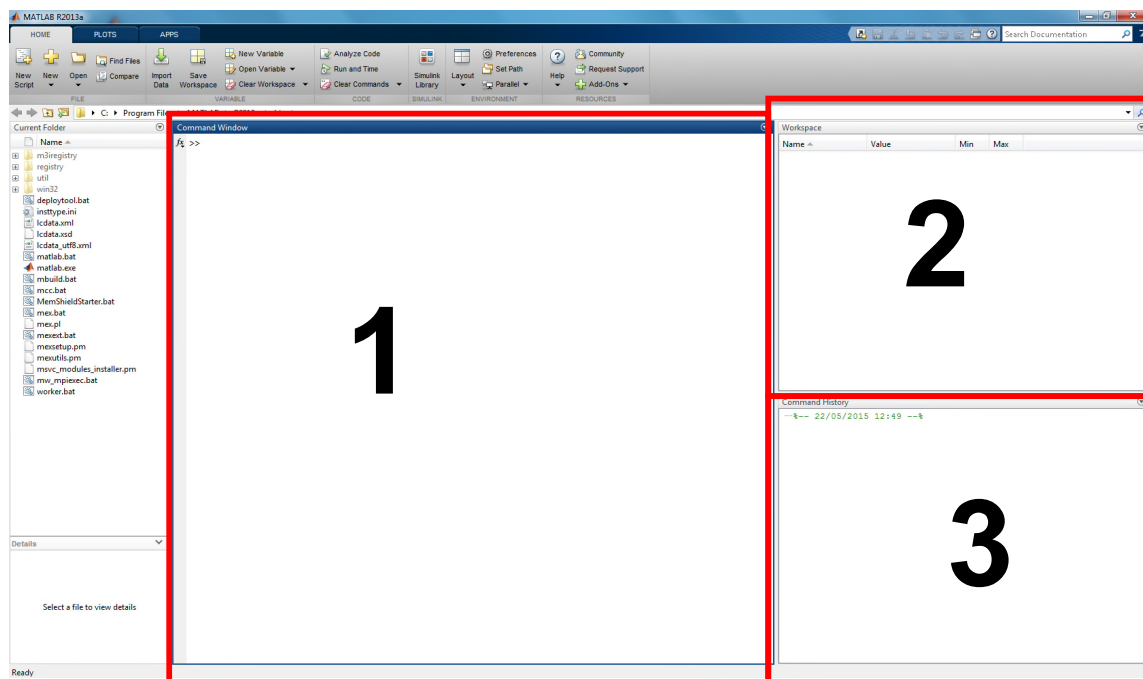 MATLAB R2013a
HOME PLOTS APPS
Search Documentation
New Script
New
Open
Find Files
Compare
Import Data
Save Workspace
New Variable
Open Variable
Clear Workspace
Analyze Code
Run and Time
Clear Commands
Simulink Library
Layout
Preferences
Set Path
Parallel
Help
Community
Request Support
Add-Ons
FILE VARIABLE CODE SIMULINK ENVIRONMENT RESOURCES
C: Program
Current Folder
Name
m3iregistry
registry
util
win32
deploytool.bat
insttype.ini
lcdata.xml
lcdata.xsd
lcdata_utf8.xml
matlab.bat
matlab.exe
mbuild.bat
mcc.bat
MemShieldStarter.bat
mex.bat
mex.pl
mexext.bat
mexsetup.pm
mexutils.pm
msvc_modules_installer.pm
mw_mpiexec.bat
worker.bat
Details
Select a file to view details
Ready
Command Window
fx >>
1
Workspace
Name Value Min Max
2
Command History
%-- 22/05/2015 12:49 --%
3